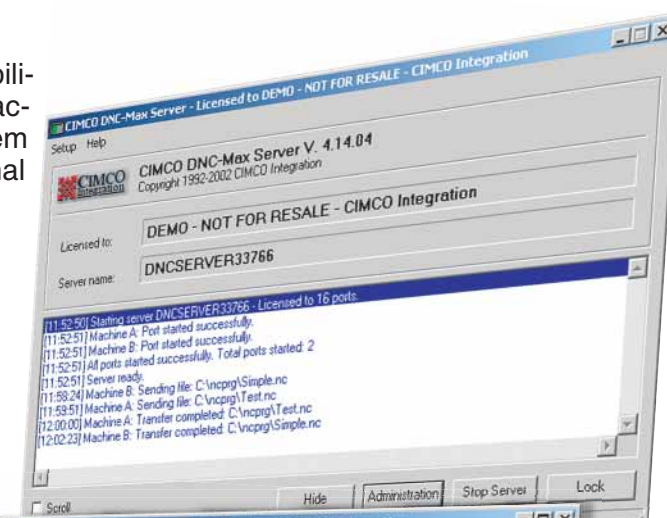 bili-
ac-
em
nal
CIMCO DNC-Max Server - Licensed to DEMO - NOT FOR RESALE - CIMCO Integration
Setup Help
CIMCO Integration
CIMCO DNC-Max Server V. 4.14.04
Copyright 1992-2002 CIMCO Integration
Licensed to:
DEMO - NOT FOR RESALE - CIMCO Integration
Server name:
DNCSERVER33766
[11:52:50] Starting server DNCSERVER33766 - Licensed to 16 ports.
[11:52:51] Machine A: Port started successfully.
[11:52:51] Machine B: Port started successfully.
[11:52:51] All ports started successfully. Total ports started: 2
[11:52:51] Server ready.
[11:58:24] Machine B: Sending file: C:\ncprg\Simple.nc
[11:59:51] Machine A: Sending file: C:\ncprg\Test.nc
[12:00:00] Machine A: Transfer completed: C:\ncprg\Test.nc
[12:02:23] Machine B: Transfer completed: C:\ncprg\Simple.nc
Scroll
Hide
Administration
Stop Server
Lock